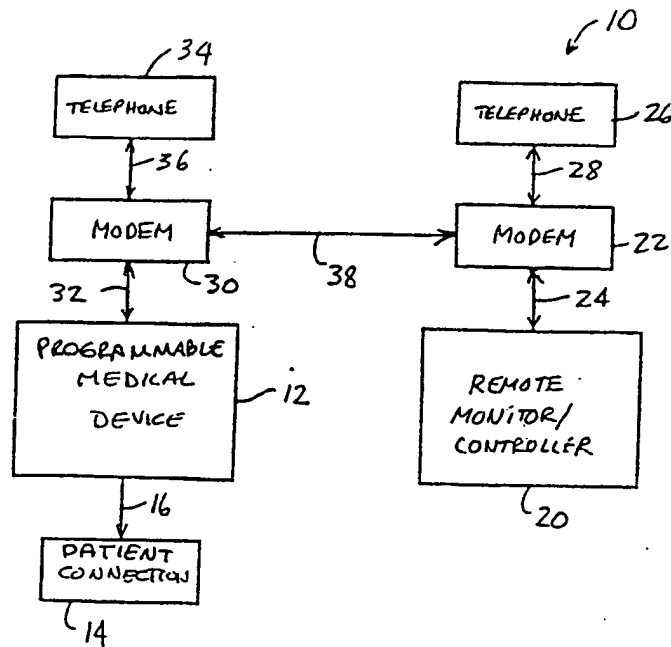 10
34
TELEPHONE
36
MODEM
30
32
38
TELEPHONE
26
28
MODEM
22
24
PROGRAMMABLE
MEDICAL
DEVICE
12
16
PATIENT
CONNECTION
14
REMOTE
MONITOR/
CONTROLLER
20